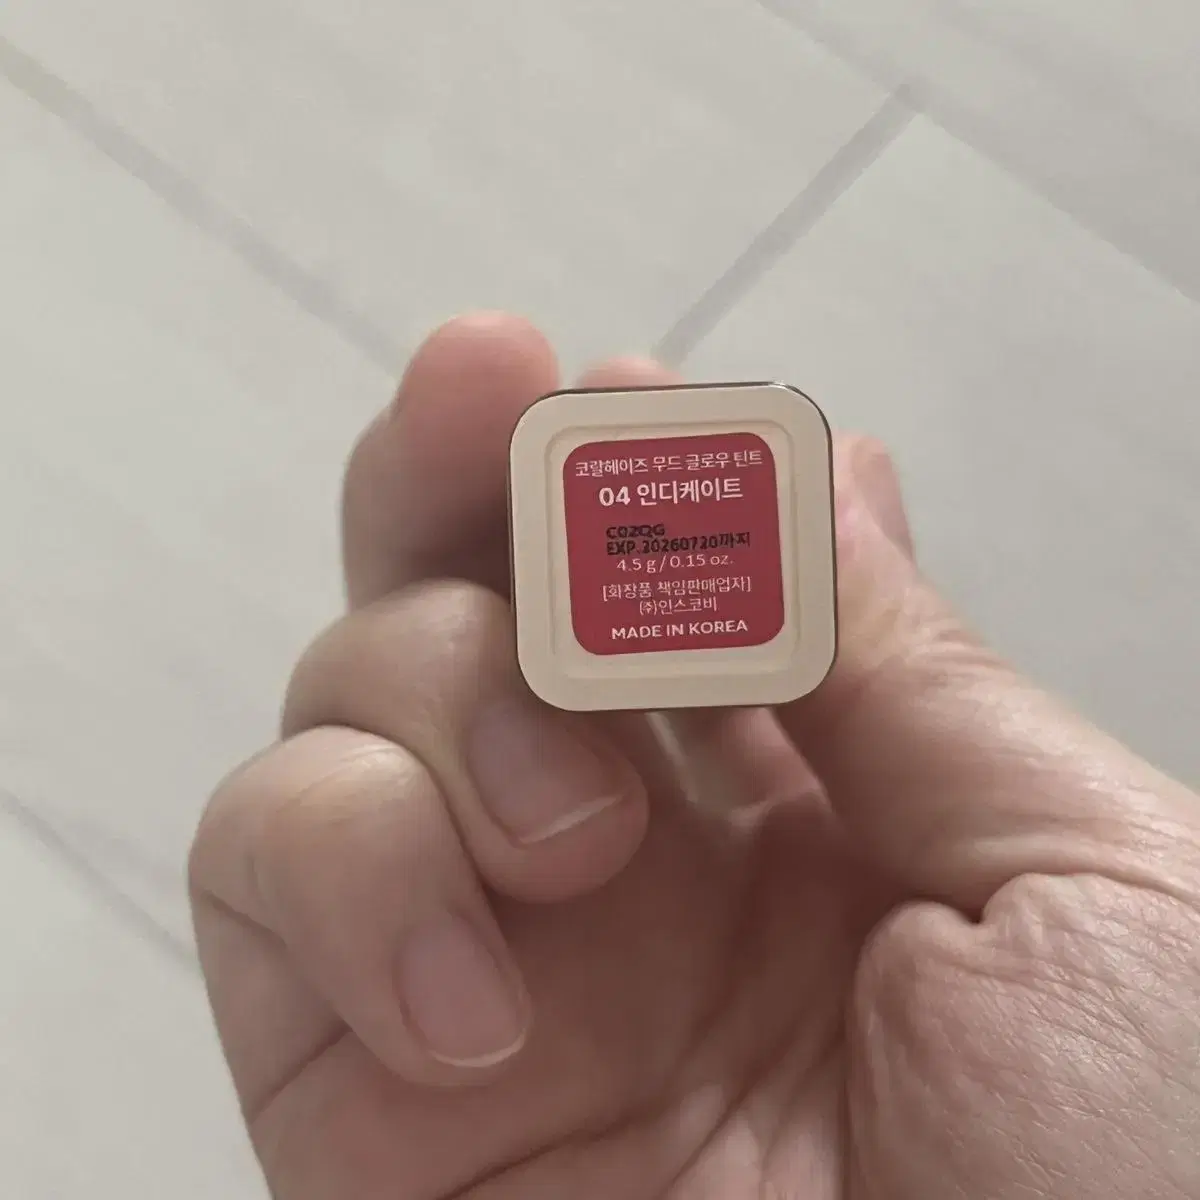 코랄헤이즈 무드 글로우 틴트
04 인디케이트
C02QG
EXP.20260720까지
4.5 g / 0.15 oz.
[화장품 책임판매업자]
㈜인스코비
MADE IN KOREA